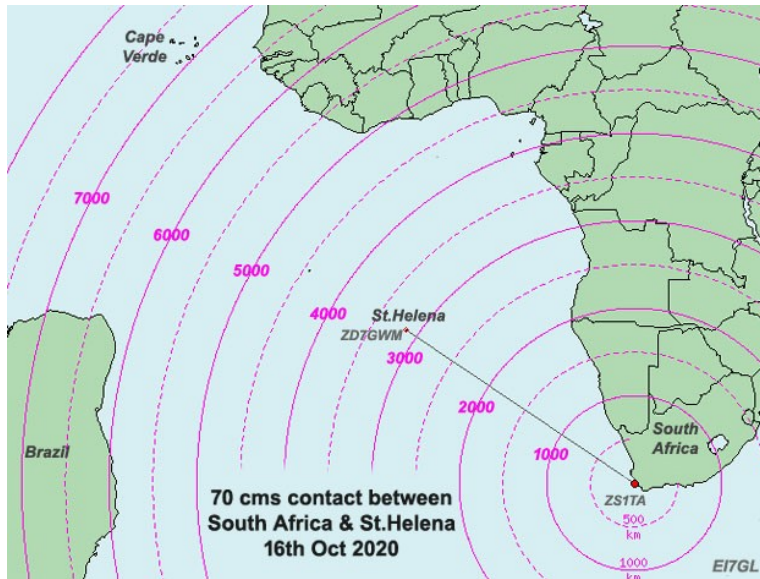 Cape
Verde
7000
6000
5000
4000
St.Helena
ZD7GWM
3000
2000
1000
South
Africa
Brazil
ZS1TA
70 cms contact between
South Africa & St.Helena
16th Oct 2020
500
km
1000
km
EI7GL